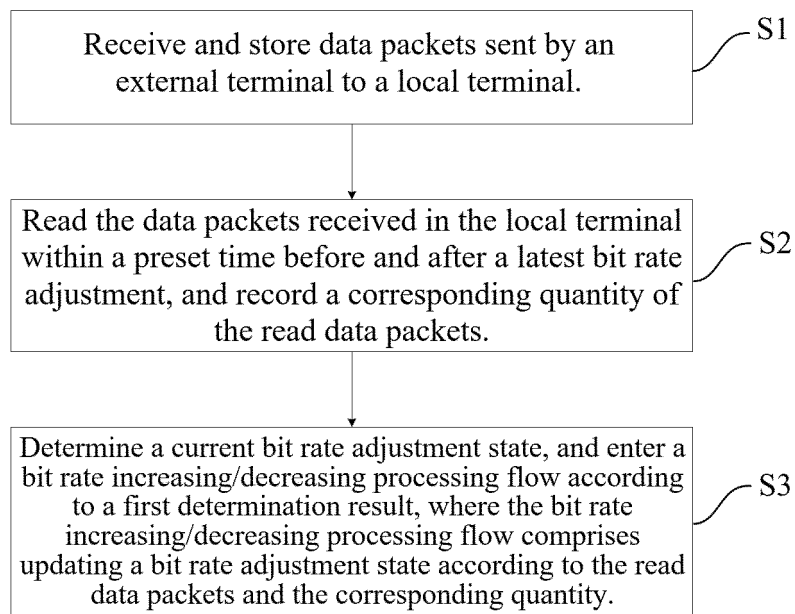 Receive and store data packets sent by an
external terminal to a local terminal.
S1
Read the data packets received in the local terminal
within a preset time before and after a latest bit rate
adjustment, and record a corresponding quantity of
the read data packets.
S2
Determine a current bit rate adjustment state, and enter a
bit rate increasing/decreasing processing flow according
to a first determination result, where the bit rate
increasing/decreasing processing flow comprises
updating a bit rate adjustment state according to the read
data packets and the corresponding quantity.
S3